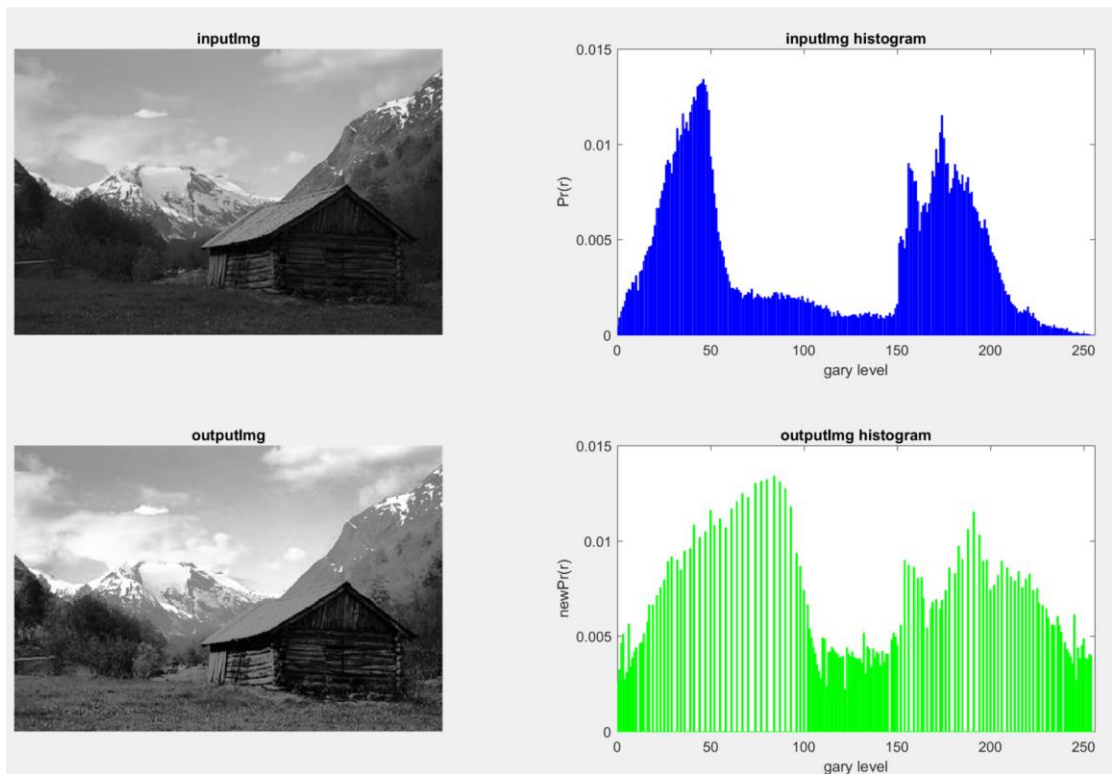 inputImg
inputImg histogram
0.015
0.01
0.005
0
Pr(r)
0 50 100 150 200 250
gary level
outputImg
outputImg histogram
0.015
0.01
0.005
0
newPr(r)
0 50 100 150 200 250
gary level